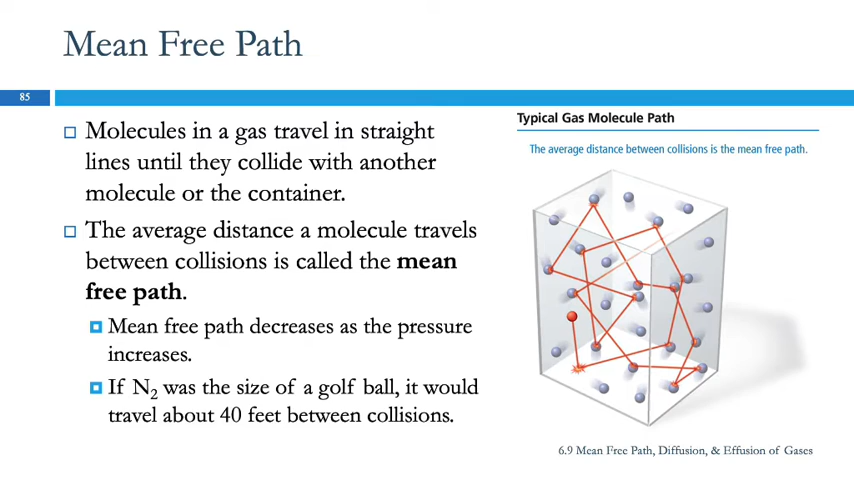 Mean Free Path
85
Molecules in a gas travel in straight
lines until they collide with another
molecule or the container.
The average distance a molecule travels
between collisions is called the mean
free path.
Mean free path decreases as the pressure
increases.
If N₂ was the size of a golf ball, it would
travel about 40 feet between collisions.
Typical Gas Molecule Path
The average distance between collisions is the mean free path.
6.9 Mean Free Path, Diffusion, & Effusion of Gases